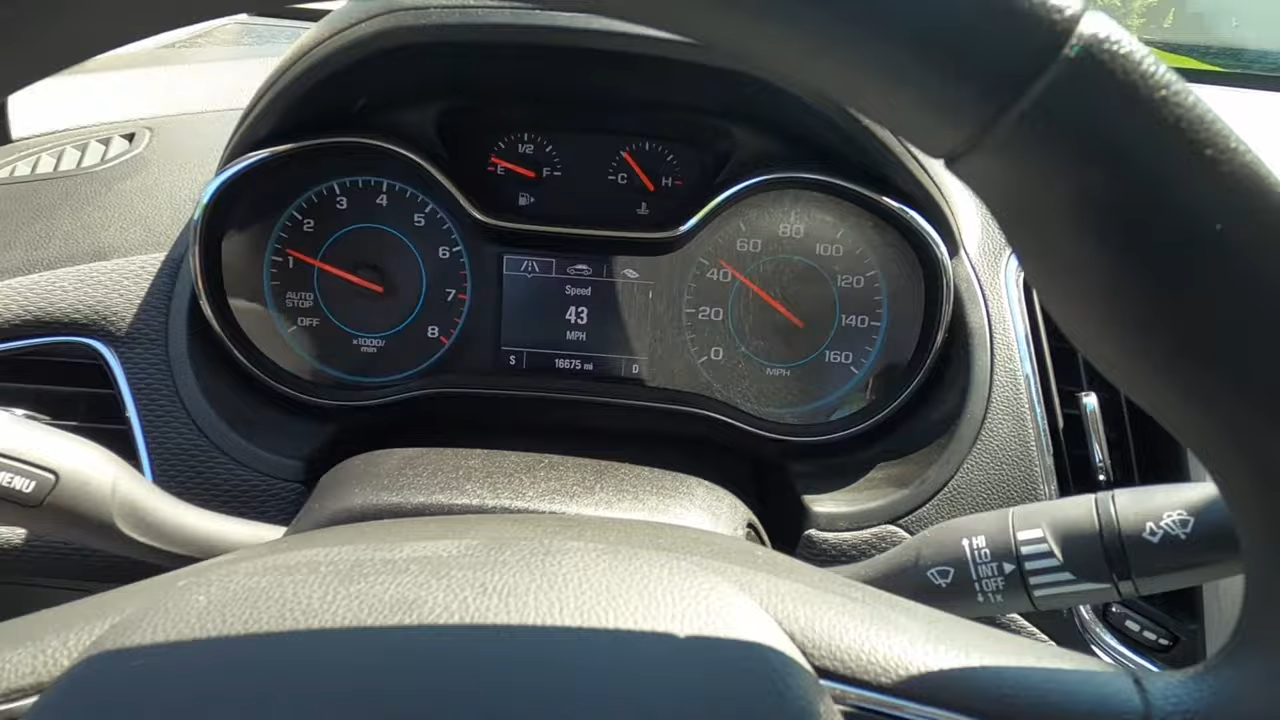 1/2
E F
C H
1 2 3 4 5 6 7 8
AUTO
STOP
OFF
x1000/
min
Speed
43
MPH
S 16675 mi D
0 20 40 60 80 100 120 140 160
MPH
MENU
HI
LO
INT
OFF
1x